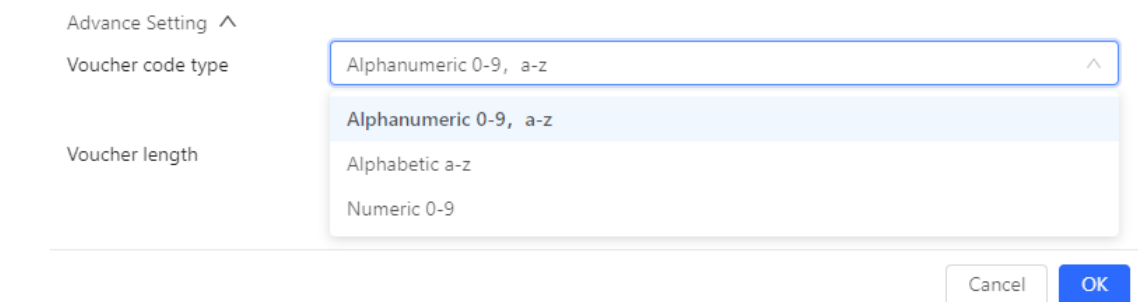 Advance Setting
Voucher code type
Alphanumeric 0-9，a-z
Alphanumeric 0-9，a-z
Voucher length
Alphabetic a-z
Numeric 0-9
Cancel
OK